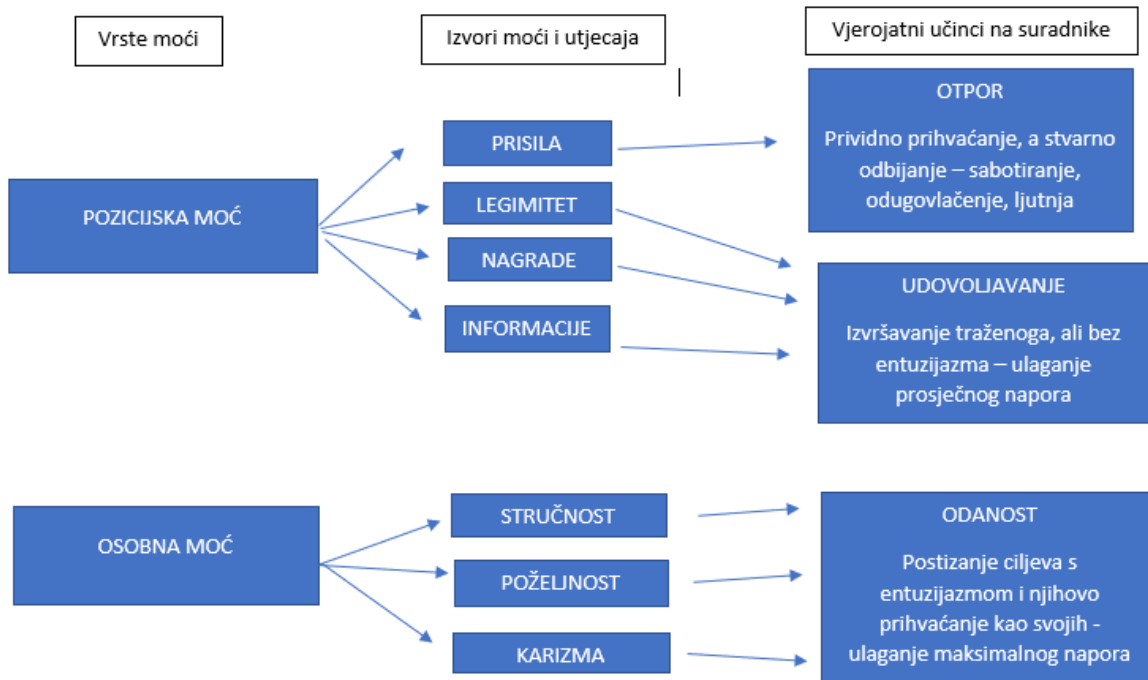 Vrste moći
Izvori moći i utjecaja
Vjerojatni učinci na suradnike
POZICIJSKA MOĆ
PRISILA
LEGIMITET
NAGRADE
INFORMACIJE
OTPOR
Prividno prihvaćanje, a stvarno
odbijanje – sabotiranje,
odugovlačenje, ljutnja
UDOVOLJAVANJE
Izvršavanje traženoga, ali bez
entuzijazma – ulaganje
prosječnog napora
OSOBNA MOĆ
STRUČNOST
POŽELJNOST
KARIZMA
ODANOST
Postizanje ciljeva s
entuzijazmom i njihovo
prihvaćanje kao svojih -
ulaganje maksimalnog napora